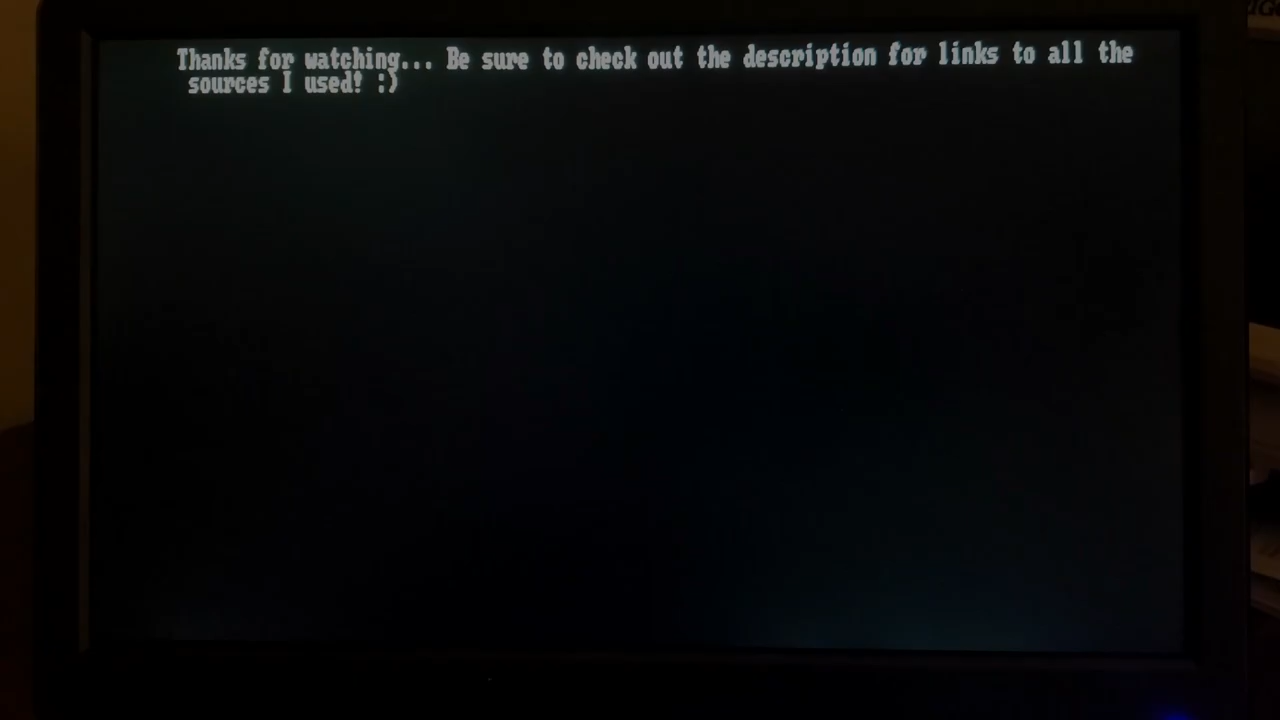 Thanks for watching... Be sure to check out the description for links to all the
sources I used! :)